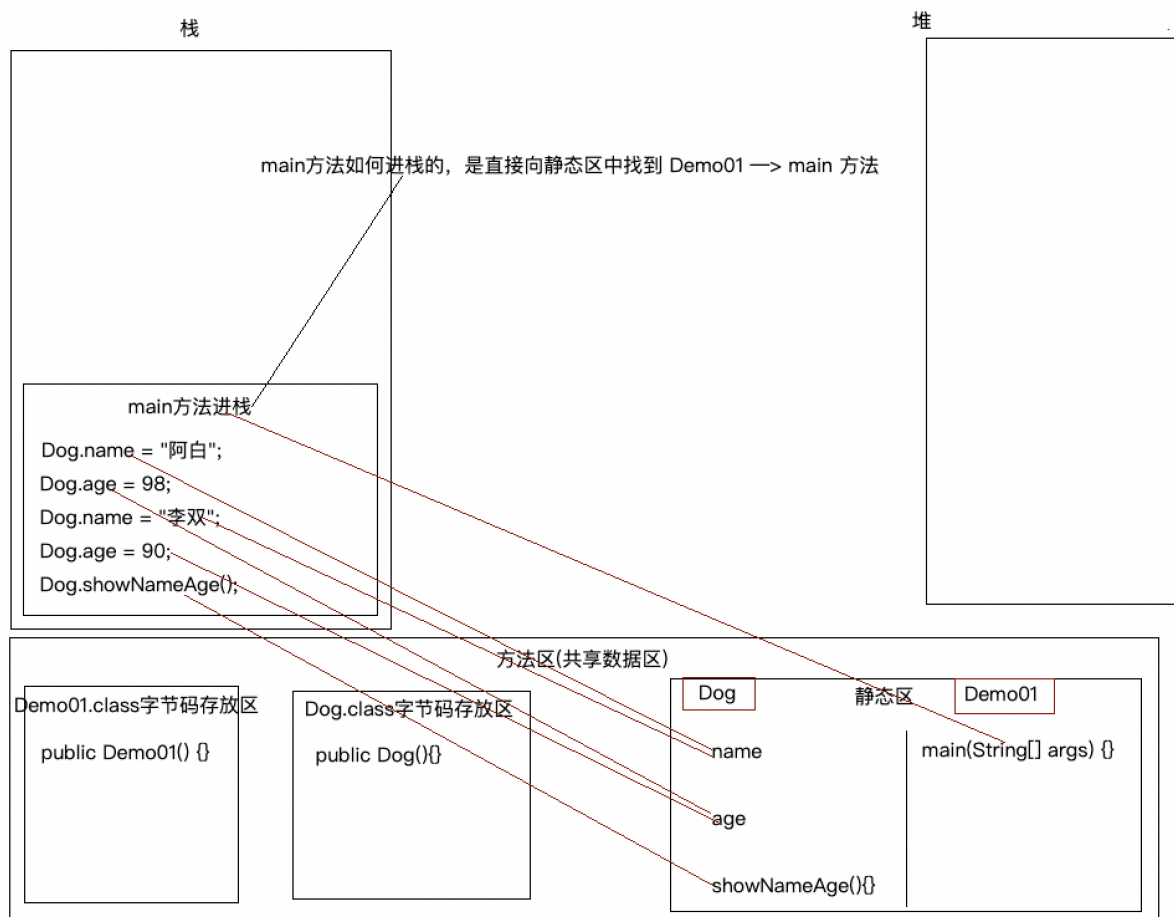 栈
堆
main方法如何进栈的，是直接向静态区中找到 Demo01 —> main 方法
main方法进栈
Dog.name = "阿白";
Dog.age = 98;
Dog.name = "李双";
Dog.age = 90;
Dog.showNameAge();
方法区(共享数据区)
Demo01.class字节码存放区
public Demo01() {}
Dog.class字节码存放区
public Dog(){}
Dog
静态区
Demo01
name
main(String[] args) {}
age
showNameAge(){}